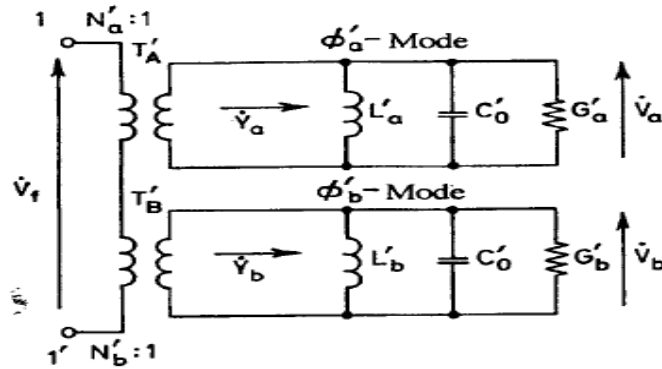 1 N'a : 1
T'A
ϕ'a - Mode
V̇f
Ẏa
L'a
C'0
G'a
V̇a
T'B
ϕ'b - Mode
Ẏb
L'b
C'0
G'b
V̇b
1' N'b : 1